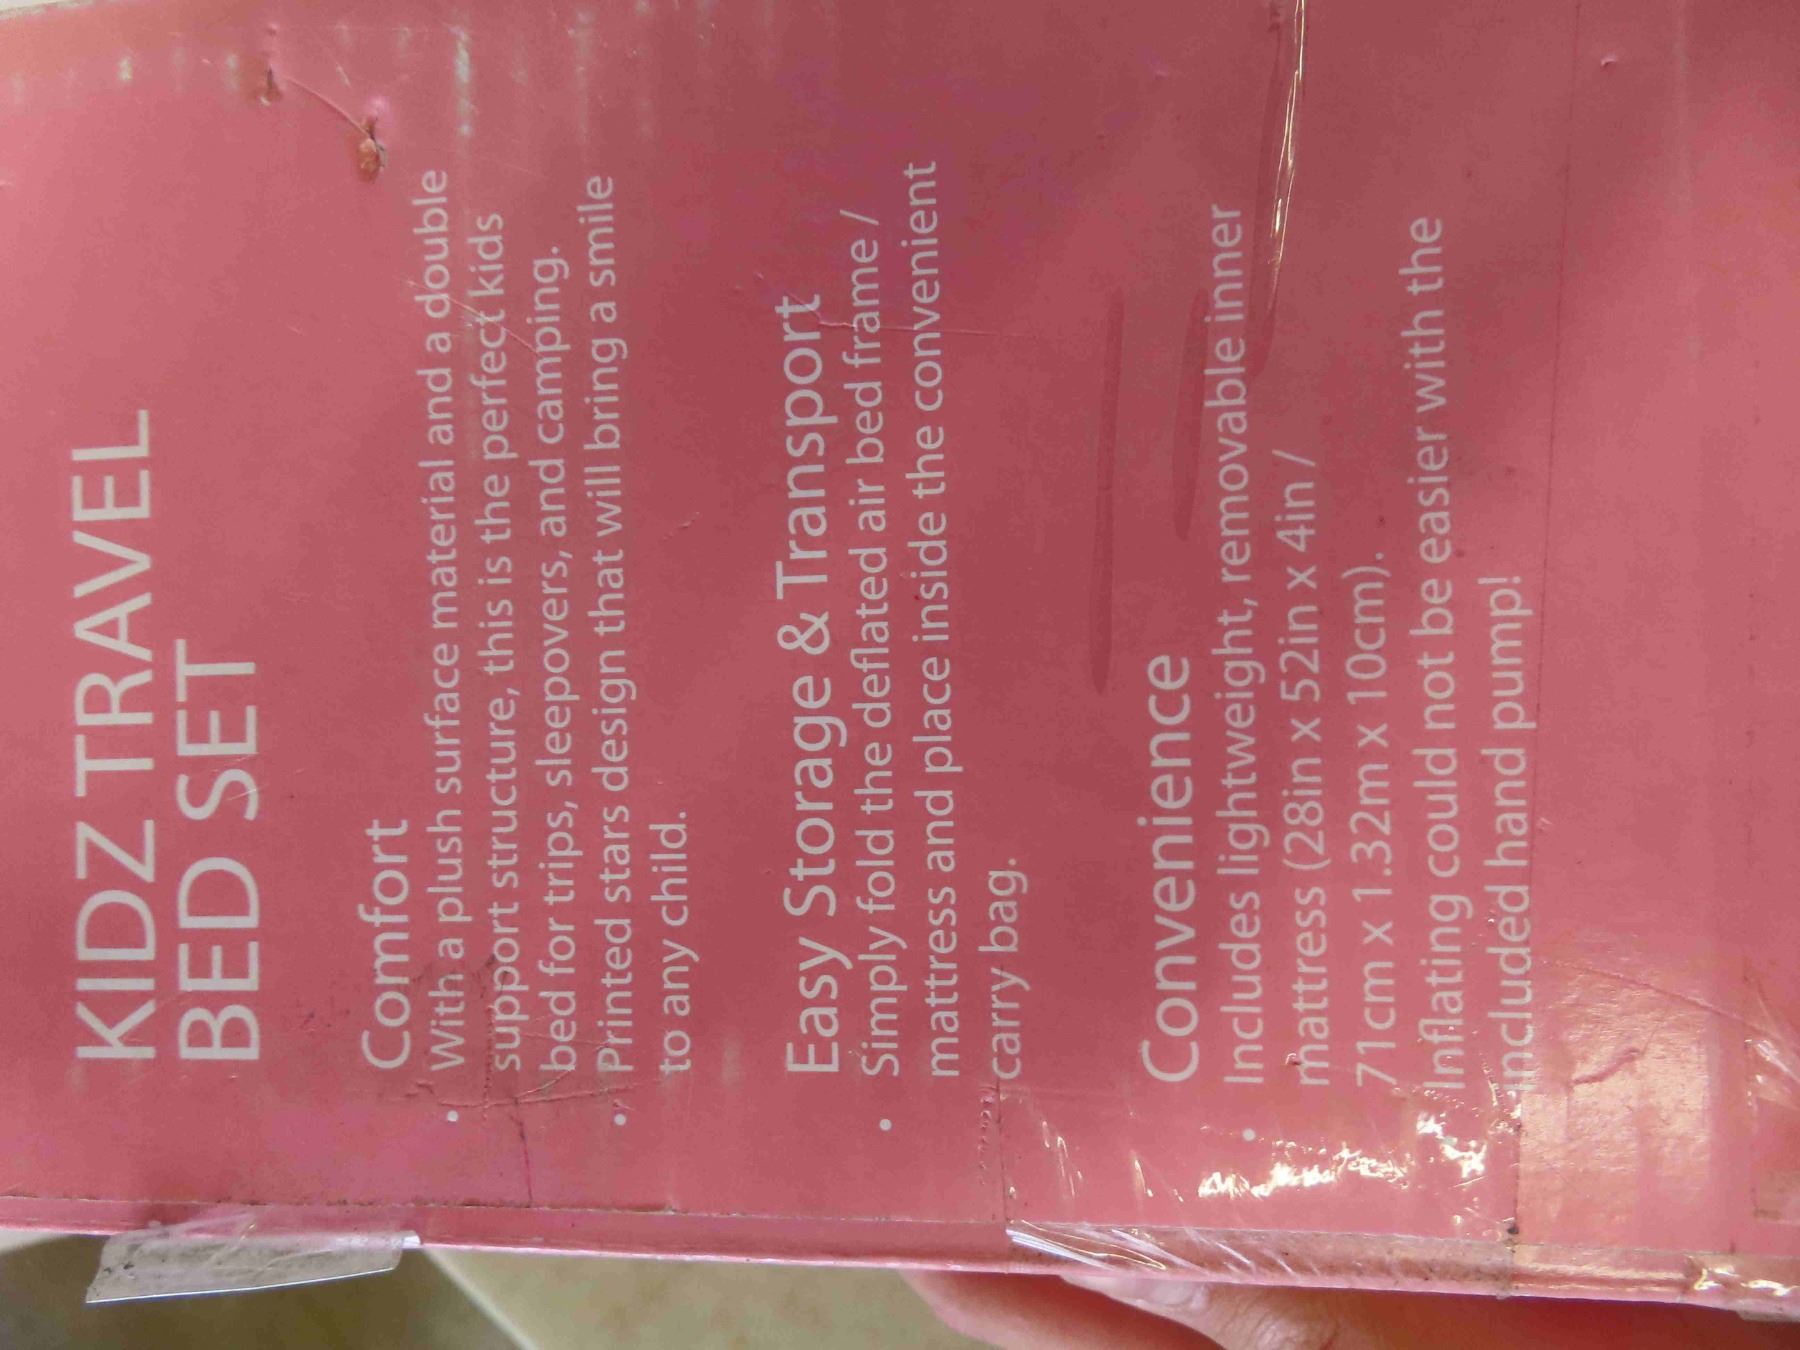 KIDZ TRAVEL
BED SET
Comfort
• With a plush surface material and a double
support structure, this is the perfect kids
bed for trips, sleepovers, and camping.
• Printed stars design that will bring a smile
to any child.
Easy Storage & Transport
• Simply fold the deflated air bed frame /
mattress and place inside the convenient
carry bag.
Convenience
• Includes lightweight, removable inner
mattress (28in x 52in x 4in /
71cm x 1.32m x 10cm).
Inflating could not be easier with the
included hand pump!